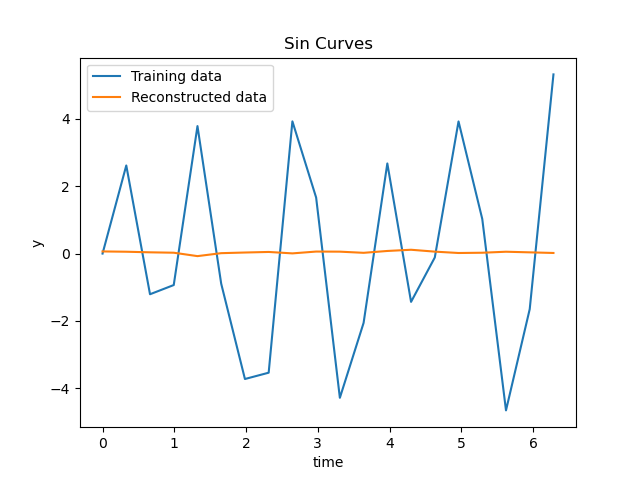 Sin Curves
Training data
Reconstructed data
y
4
2
0
−2
−4
0 1 2 3 4 5 6
time